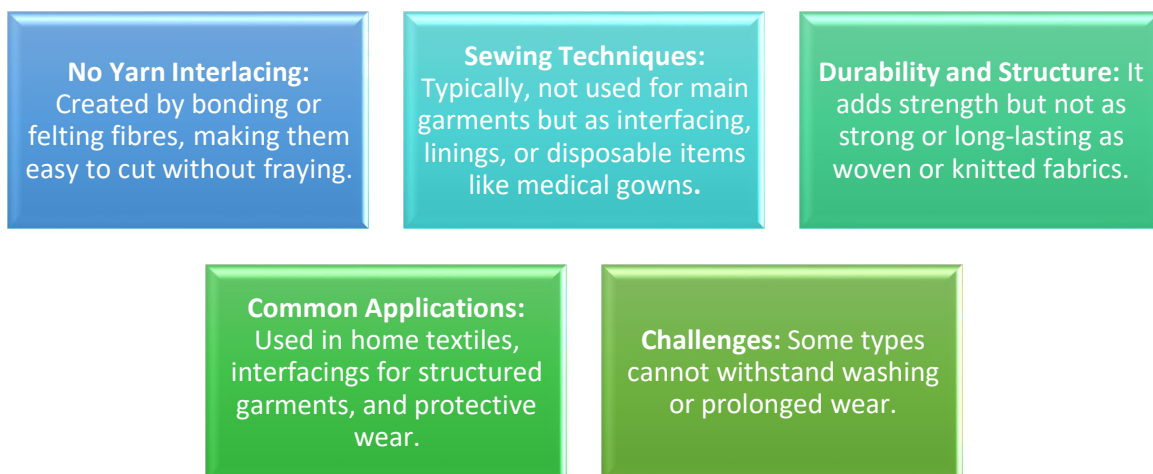 No Yarn Interlacing:
Created by bonding or
felting fibres, making them
easy to cut without fraying.
Sewing Techniques:
Typically, not used for main
garments but as interfacing,
linings, or disposable items
like medical gowns.
Durability and Structure: It
adds strength but not as
strong or long-lasting as
woven or knitted fabrics.
Common Applications:
Used in home textiles,
interfacings for structured
garments, and protective
wear.
Challenges: Some types
cannot withstand washing
or prolonged wear.